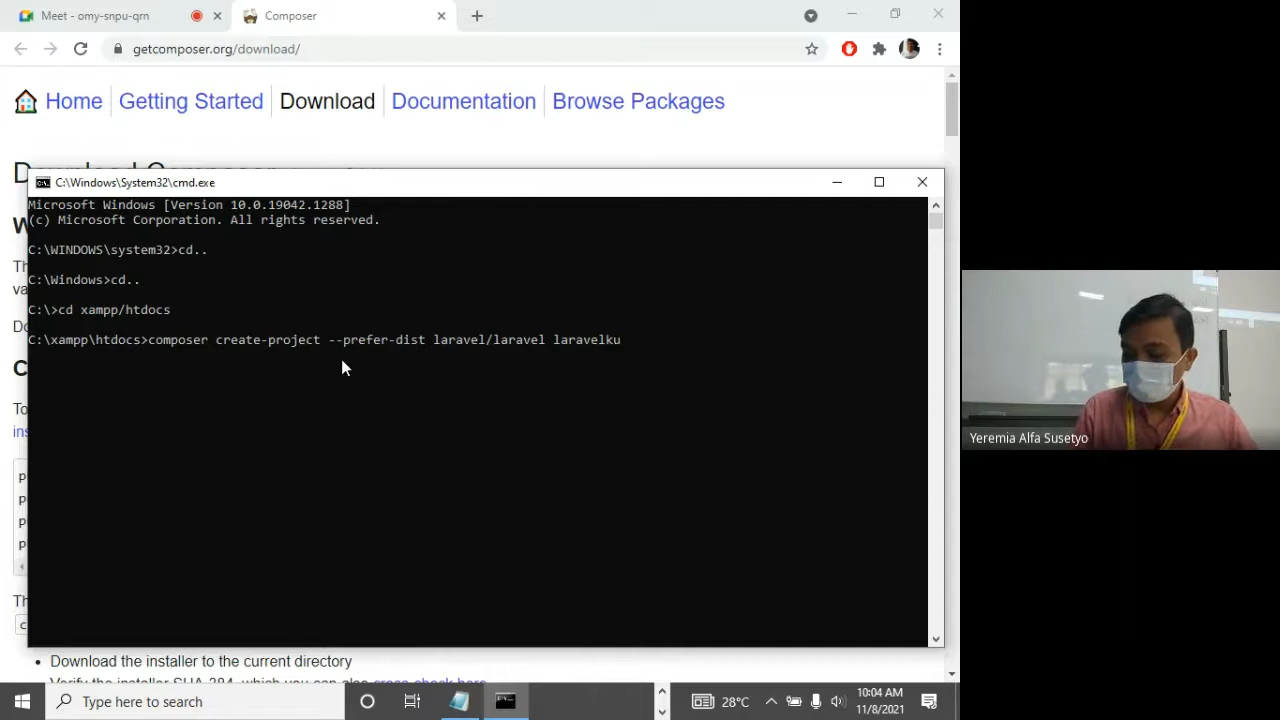 Meet - omy-snpu-qrn
Composer
getcomposer.org/download/
Home
Getting Started
Download
Documentation
Browse Packages
C:\Windows\System32\cmd.exe
Microsoft Windows [Version 10.0.19042.1288]
(c) Microsoft Corporation. All rights reserved.
C:\WINDOWS\system32>cd..
C:\Windows>cd..
C:\>cd xampp/htdocs
C:\xampp\htdocs>composer create-project --prefer-dist laravel/laravel laravelku
Yeremia Alfa Susetyo
Download the installer to the current directory
Type here to search
28°C
10:04 AM
11/8/2021